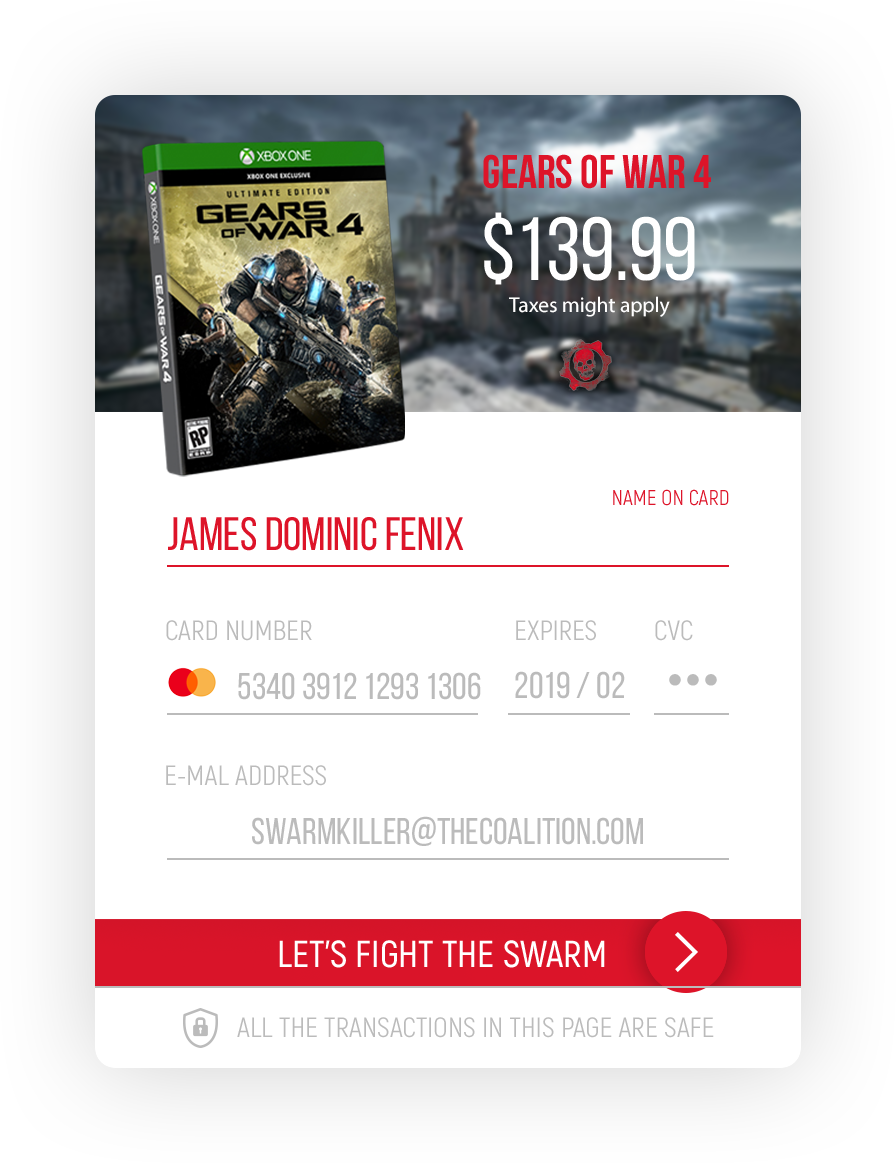 XBOX ONE
XBOX ONE EXCLUSIVE
ULTIMATE EDITION
GEARS
OF WAR 4
XBOX ONE
GEARS OF WAR 4
RP
ESRB
GEARS OF WAR 4
$139.99
Taxes might apply
NAME ON CARD
JAMES DOMINIC FENIX
CARD NUMBER
EXPIRES
CVC
5340 3912 1293 1306
2019 / 02
•••
E-MAL ADDRESS
SWARMKILLER@THECOALITION.COM
LET'S FIGHT THE SWARM
ALL THE TRANSACTIONS IN THIS PAGE ARE SAFE